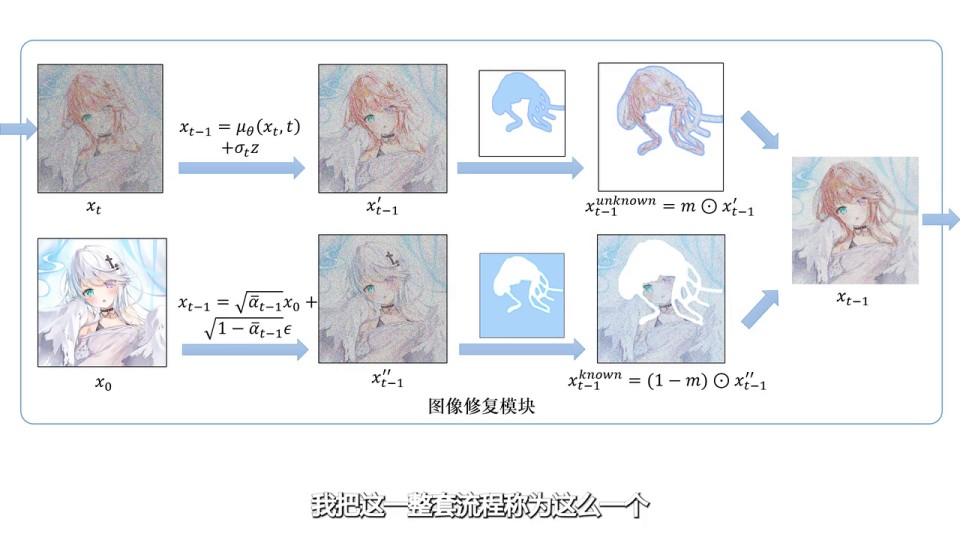 x_{t-1} = μ_θ(x_t, t)
+σ_t z
x_t
x'_{t-1}
x_{t-1}^{unknown} = m ⊙ x'_{t-1}
x_{t-1}
x_{t-1} = √ᾱ_{t-1} x_0 +
√1 − ᾱ_{t-1} ϵ
x_0
x''_{t-1}
x_{t-1}^{known} = (1 − m) ⊙ x''_{t-1}
图像修复模块
我把这一整套流程称为这么一个